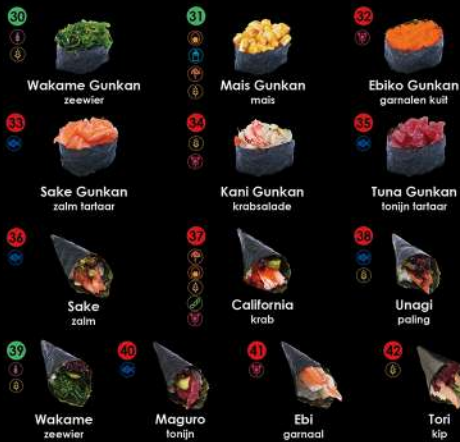 30
31
32
Wakame Gunkan
zeewier
Mais Gunkan
mais
Ebiko Gunkan
garnalen kuit
33
34
35
Sake Gunkan
zalm tartaar
Kani Gunkan
krabsalade
Tuna Gunkan
tonijn tartaar
36
37
38
Sake
zalm
California
krab
Unagi
paling
39
40
41
42
Wakame
zeewier
Maguro
tonijn
Ebi
garnaal
Tori
kip